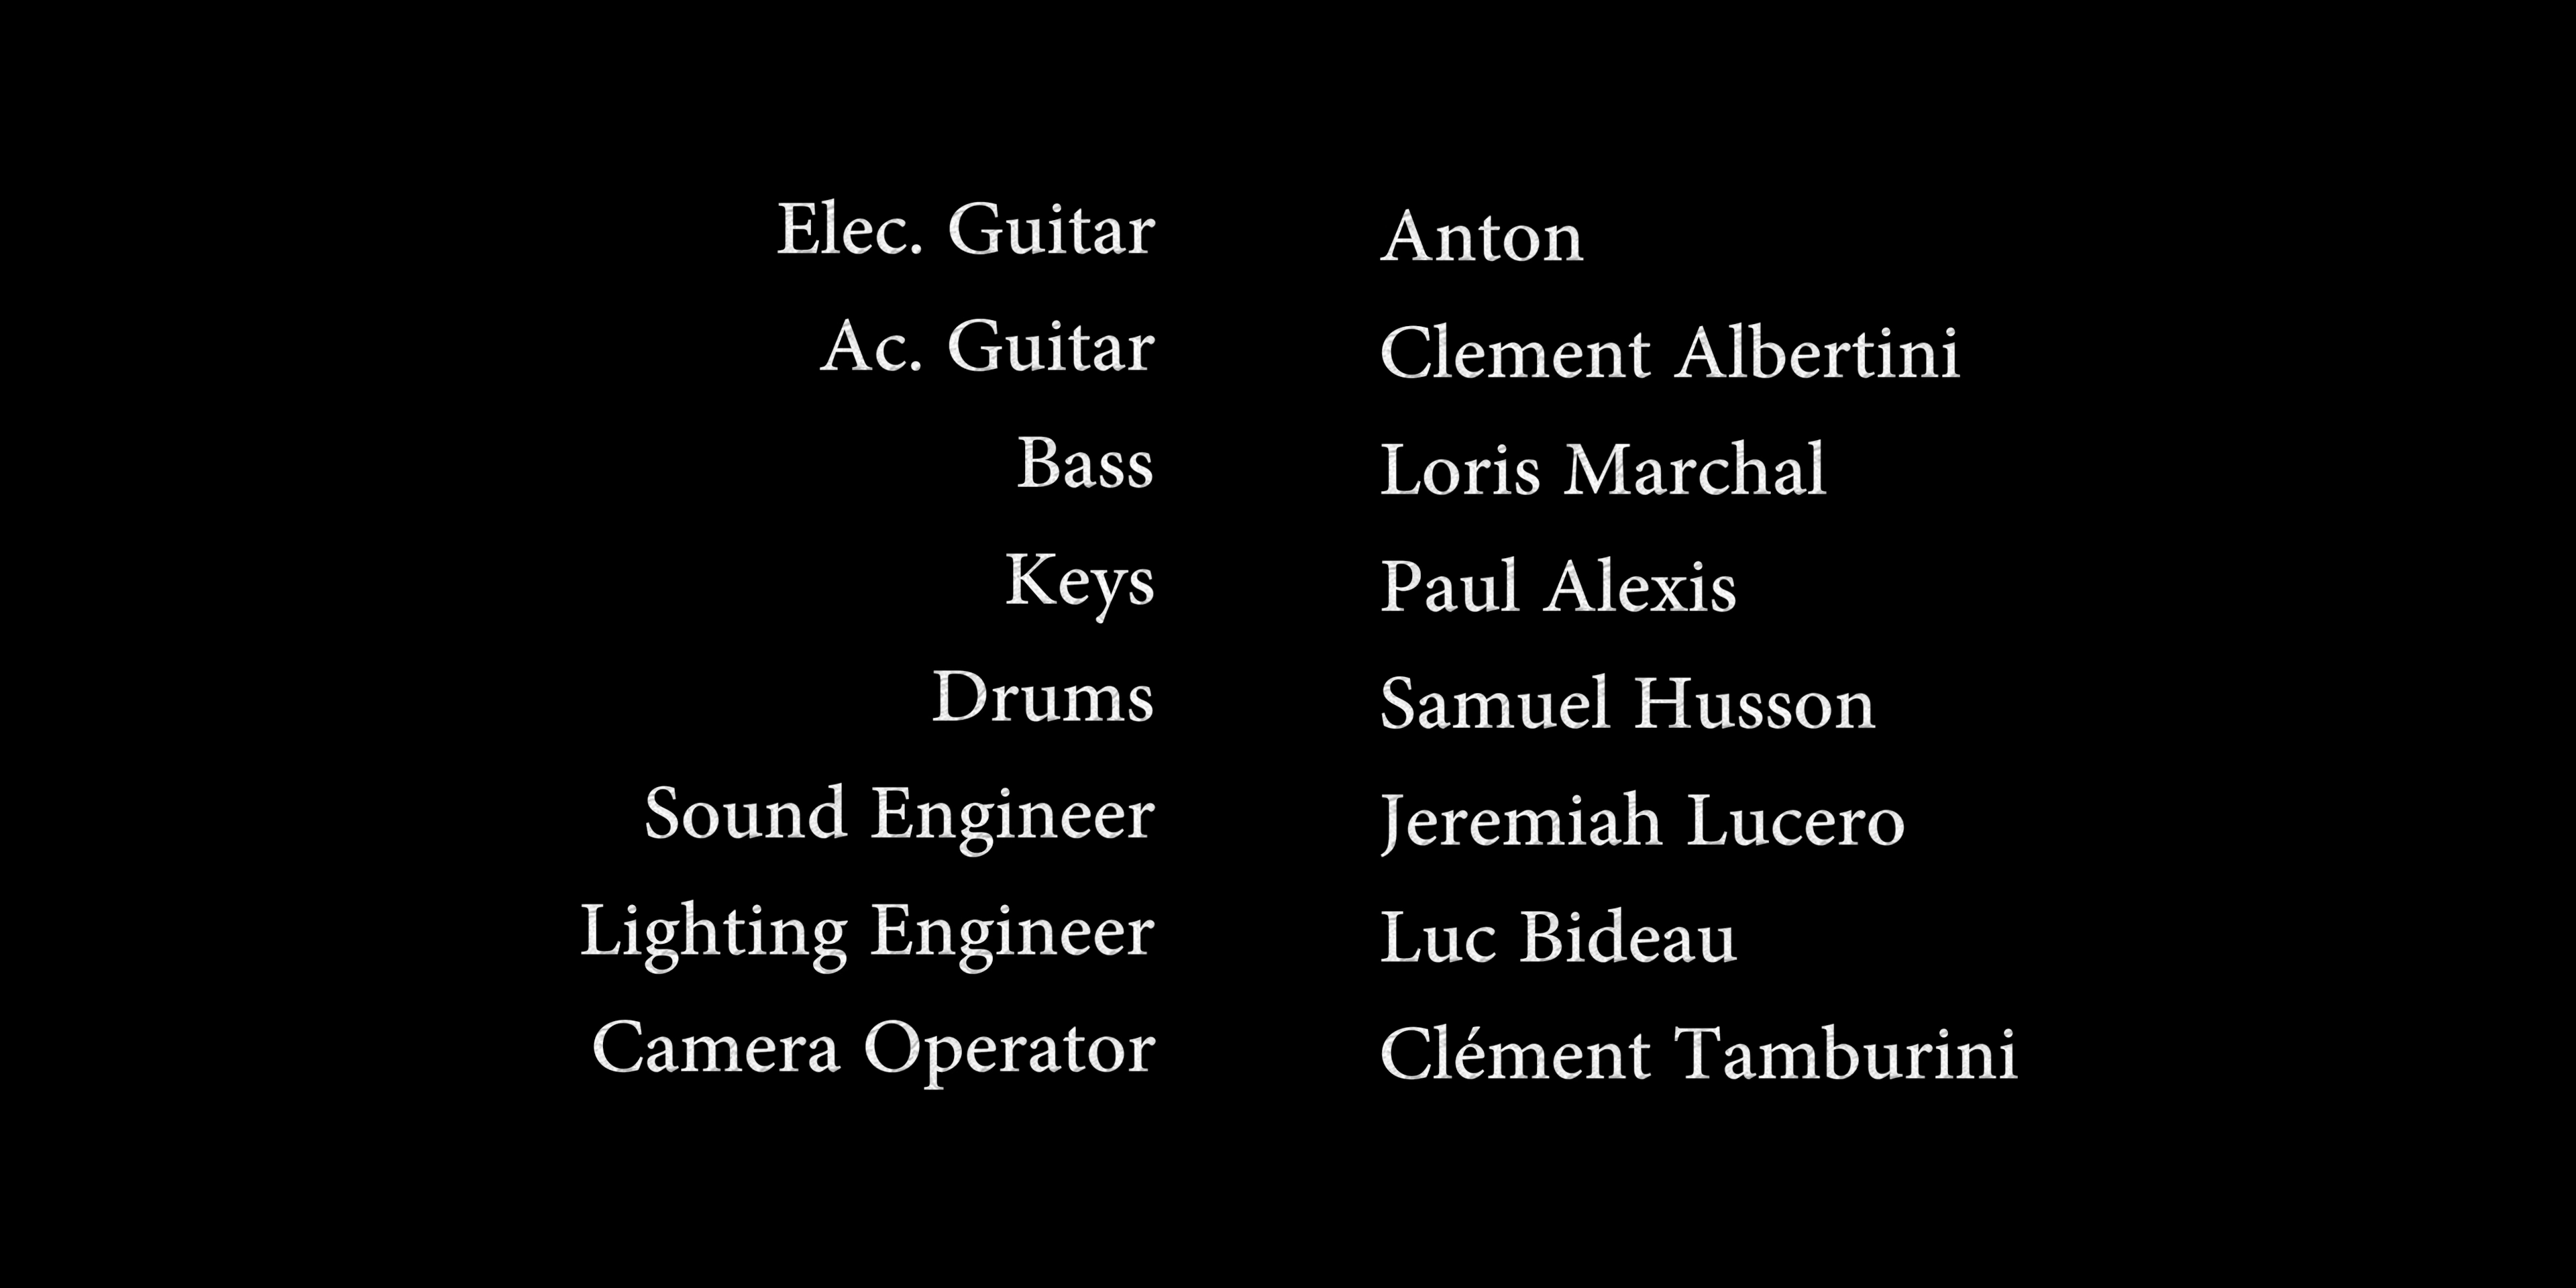 Elec. Guitar Anton
Ac. Guitar Clement Albertini
Bass Loris Marchal
Keys Paul Alexis
Drums Samuel Husson
Sound Engineer Jeremiah Lucero
Lighting Engineer Luc Bideau
Camera Operator Clément Tamburini